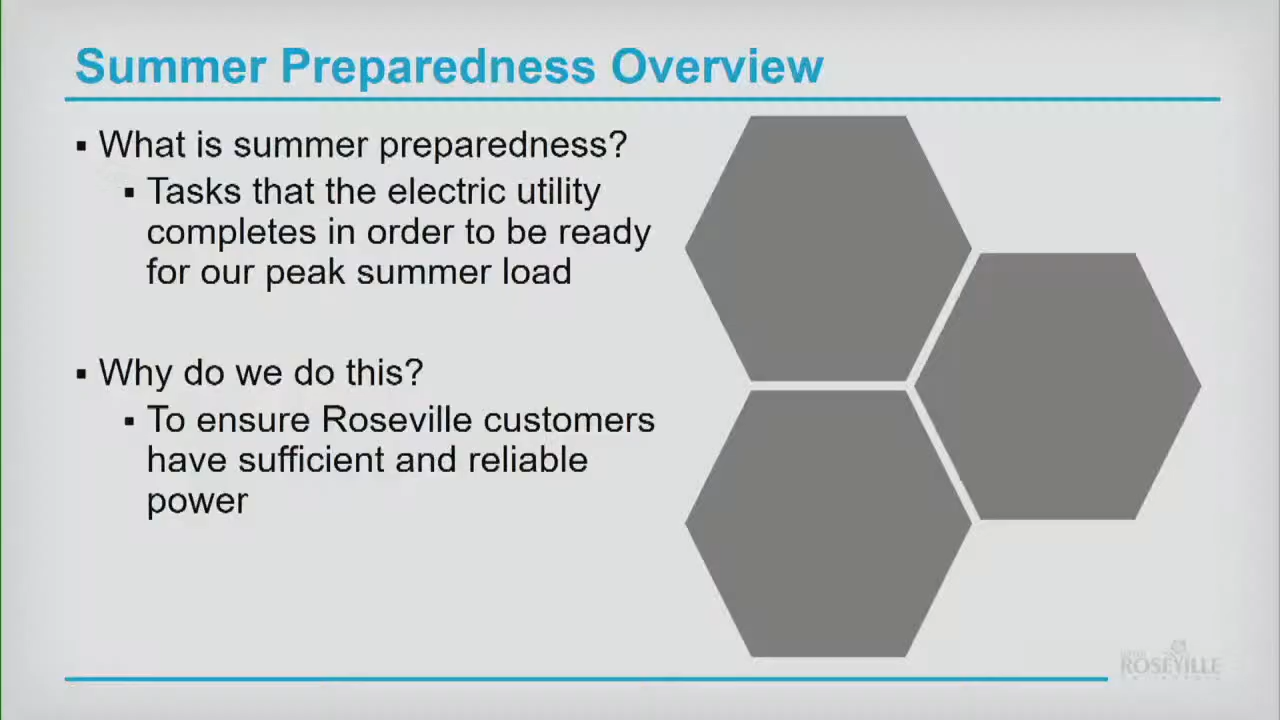 Summer Preparedness Overview
▪ What is summer preparedness?
▪ Tasks that the electric utility
completes in order to be ready
for our peak summer load
▪ Why do we do this?
▪ To ensure Roseville customers
have sufficient and reliable
power
ROSEVILLE